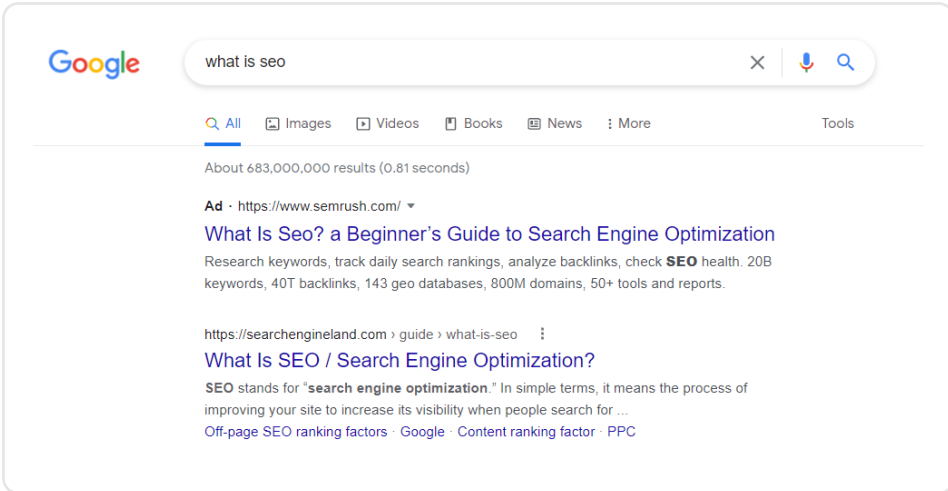 Google
what is seo
All Images Videos Books News More Tools
About 683,000,000 results (0.81 seconds)
Ad · https://www.semrush.com/
What Is Seo? a Beginner’s Guide to Search Engine Optimization
Research keywords, track daily search rankings, analyze backlinks, check SEO health. 20B
keywords, 40T backlinks, 143 geo databases, 800M domains, 50+ tools and reports.
https://searchengineland.com › guide › what-is-seo
What Is SEO / Search Engine Optimization?
SEO stands for “search engine optimization.” In simple terms, it means the process of
improving your site to increase its visibility when people search for ...
Off-page SEO ranking factors · Google · Content ranking factor · PPC